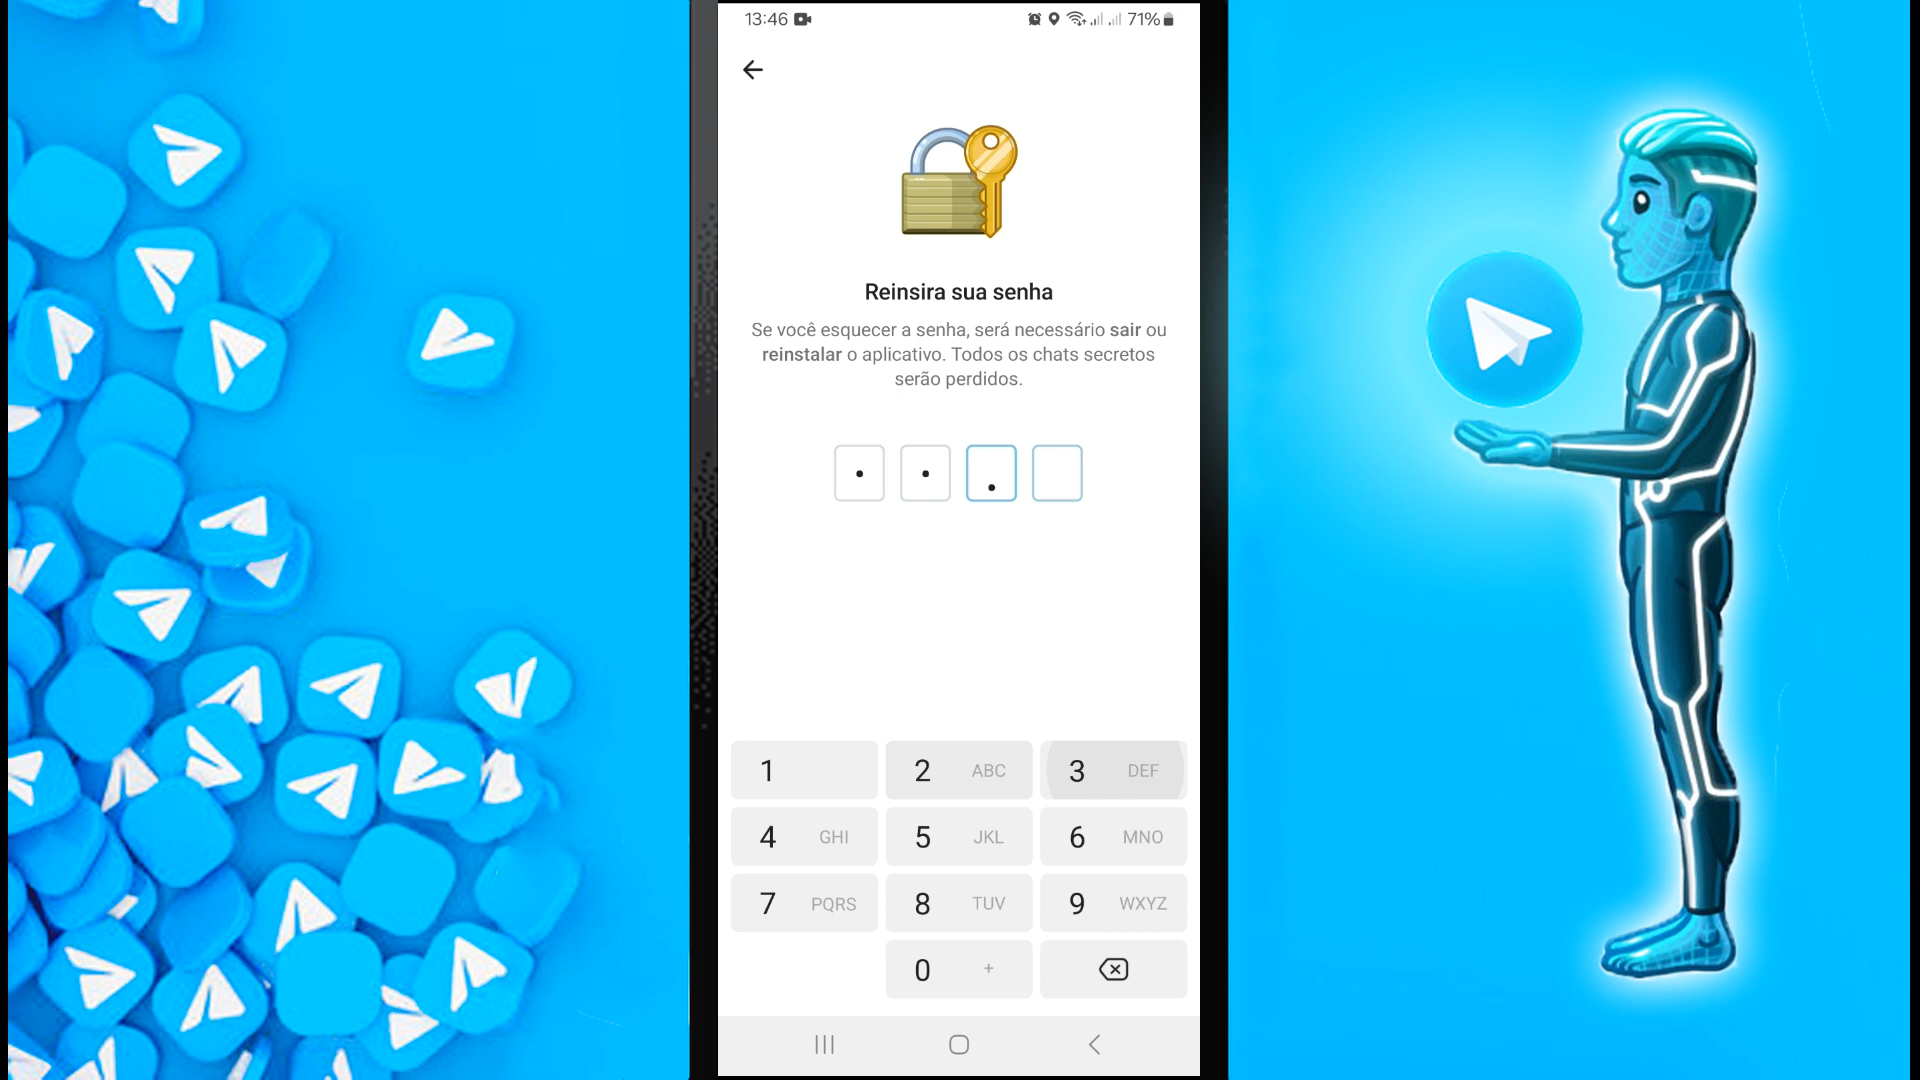 13:46 71%
Reinsira sua senha
Se você esquecer a senha, será necessário sair ou
reinstalar o aplicativo. Todos os chats secretos
serão perdidos.
1 2 ABC 3 DEF
4 GHI 5 JKL 6 MNO
7 PQRS 8 TUV 9 WXYZ
0 +